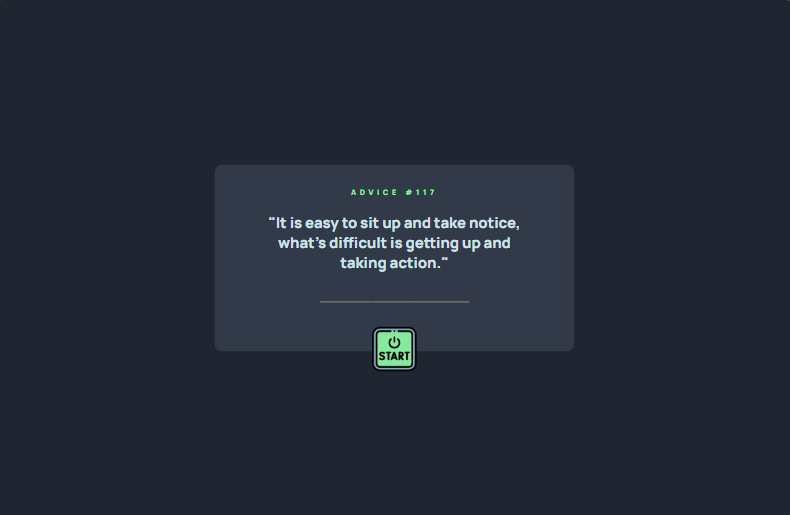 ADVICE #117
"It is easy to sit up and take notice,
what's difficult is getting up and
taking action."
START